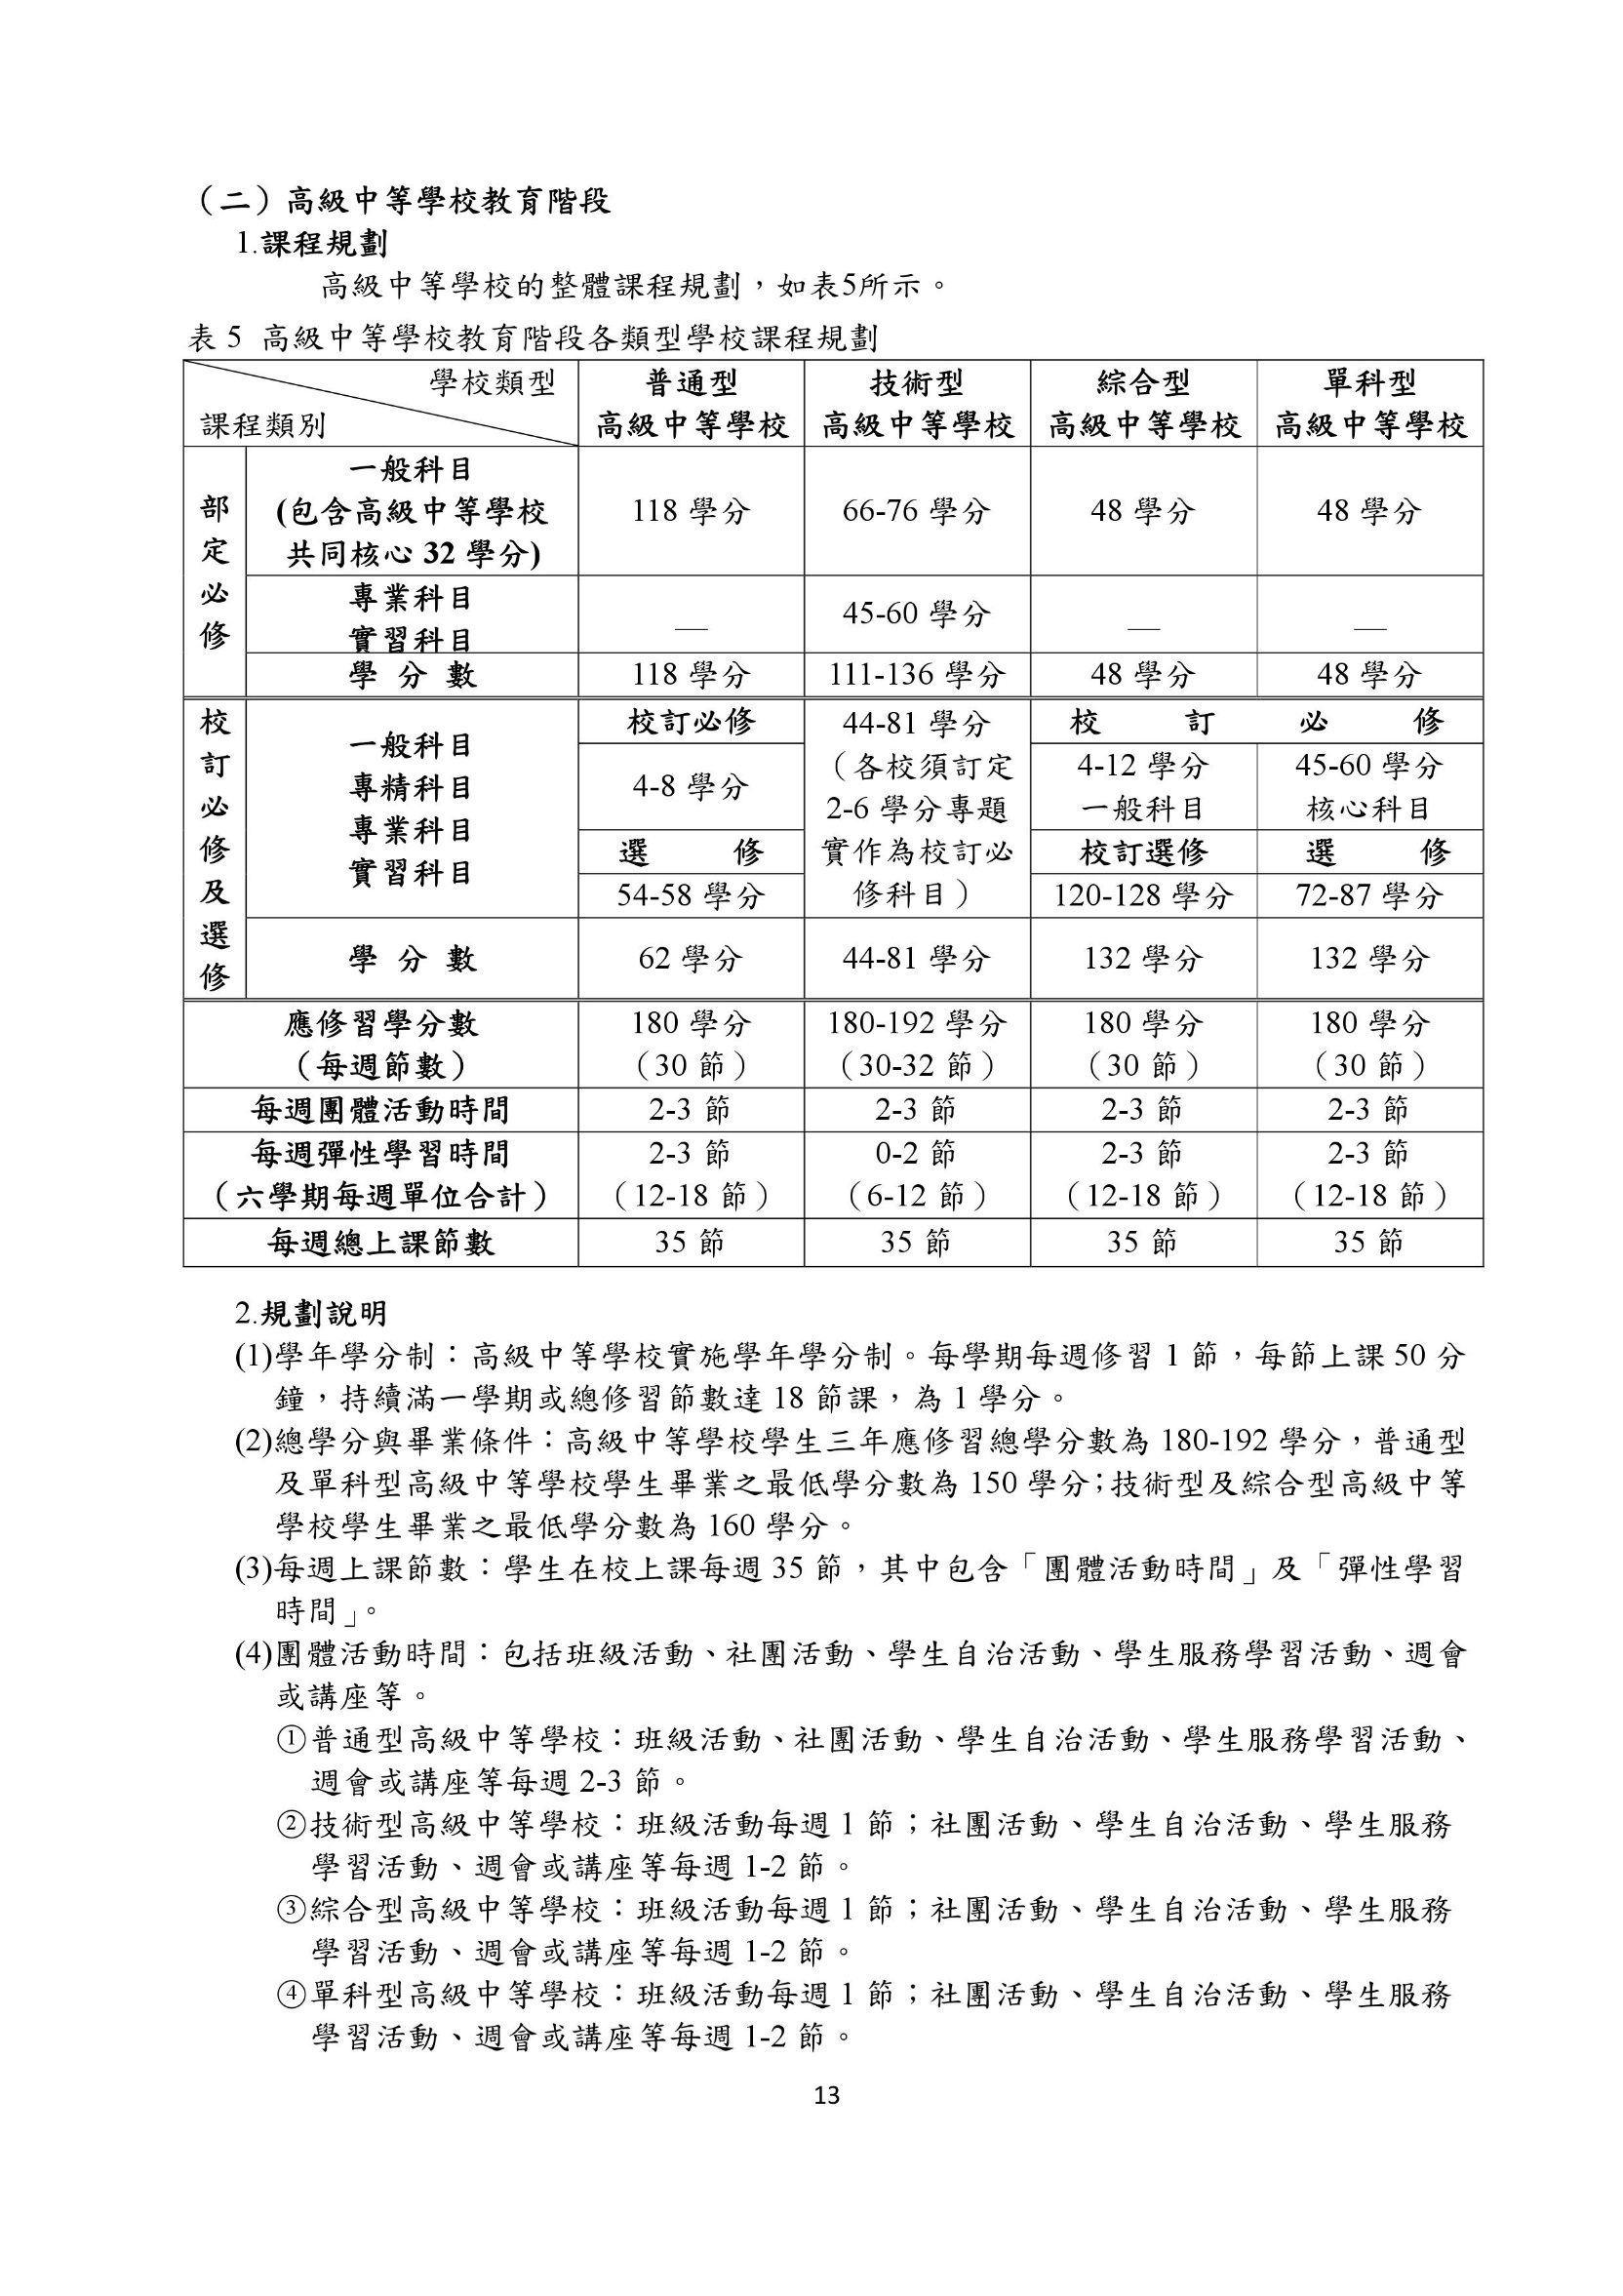 （二）高級中等學校教育階段
1.課程規劃
高級中等學校的整體課程規劃，如表5所示。
表 5 高級中等學校教育階段各類型學校課程規劃
學校類型
課程類別
普通型
高級中等學校
技術型
高級中等學校
綜合型
高級中等學校
單科型
高級中等學校
部定必修
一般科目
(包含高級中等學校
共同核心 32 學分)
118 學分
66-76 學分
48 學分
48 學分
專業科目
實習科目
—
45-60 學分
—
—
學 分 數
118 學分
111-136 學分
48 學分
48 學分
校訂必修及選修
一般科目
專精科目
專業科目
實習科目
校訂必修
4-8 學分
選 修
54-58 學分
44-81 學分
（各校須訂定
2-6 學分專題
實作為校訂必
修科目）
校 訂 必 修
4-12 學分
一般科目
45-60 學分
核心科目
校訂選修
選 修
120-128 學分
72-87 學分
學 分 數
62 學分
44-81 學分
132 學分
132 學分
應修習學分數
（每週節數）
180 學分
（30 節）
180-192 學分
（30-32 節）
180 學分
（30 節）
180 學分
（30 節）
每週團體活動時間
2-3 節
2-3 節
2-3 節
2-3 節
每週彈性學習時間
（六學期每週單位合計）
2-3 節
（12-18 節）
0-2 節
（6-12 節）
2-3 節
（12-18 節）
2-3 節
（12-18 節）
每週總上課節數
35 節
35 節
35 節
35 節
2.規劃說明
(1)學年學分制：高級中等學校實施學年學分制。每學期每週修習 1 節，每節上課 50 分
鐘，持續滿一學期或總修習節數達 18 節課，為 1 學分。
(2)總學分與畢業條件：高級中等學校學生三年應修習總學分數為 180-192 學分，普通型
及單科型高級中等學校學生畢業之最低學分數為 150 學分；技術型及綜合型高級中等
學校學生畢業之最低學分數為 160 學分。
(3)每週上課節數：學生在校上課每週 35 節，其中包含「團體活動時間」及「彈性學習
時間」。
(4)團體活動時間：包括班級活動、社團活動、學生自治活動、學生服務學習活動、週會
或講座等。
①普通型高級中等學校：班級活動、社團活動、學生自治活動、學生服務學習活動、
週會或講座等每週 2-3 節。
②技術型高級中等學校：班級活動每週 1 節；社團活動、學生自治活動、學生服務
學習活動、週會或講座等每週 1-2 節。
③綜合型高級中等學校：班級活動每週 1 節；社團活動、學生自治活動、學生服務
學習活動、週會或講座等每週 1-2 節。
④單科型高級中等學校：班級活動每週 1 節；社團活動、學生自治活動、學生服務
學習活動、週會或講座等每週 1-2 節。
13